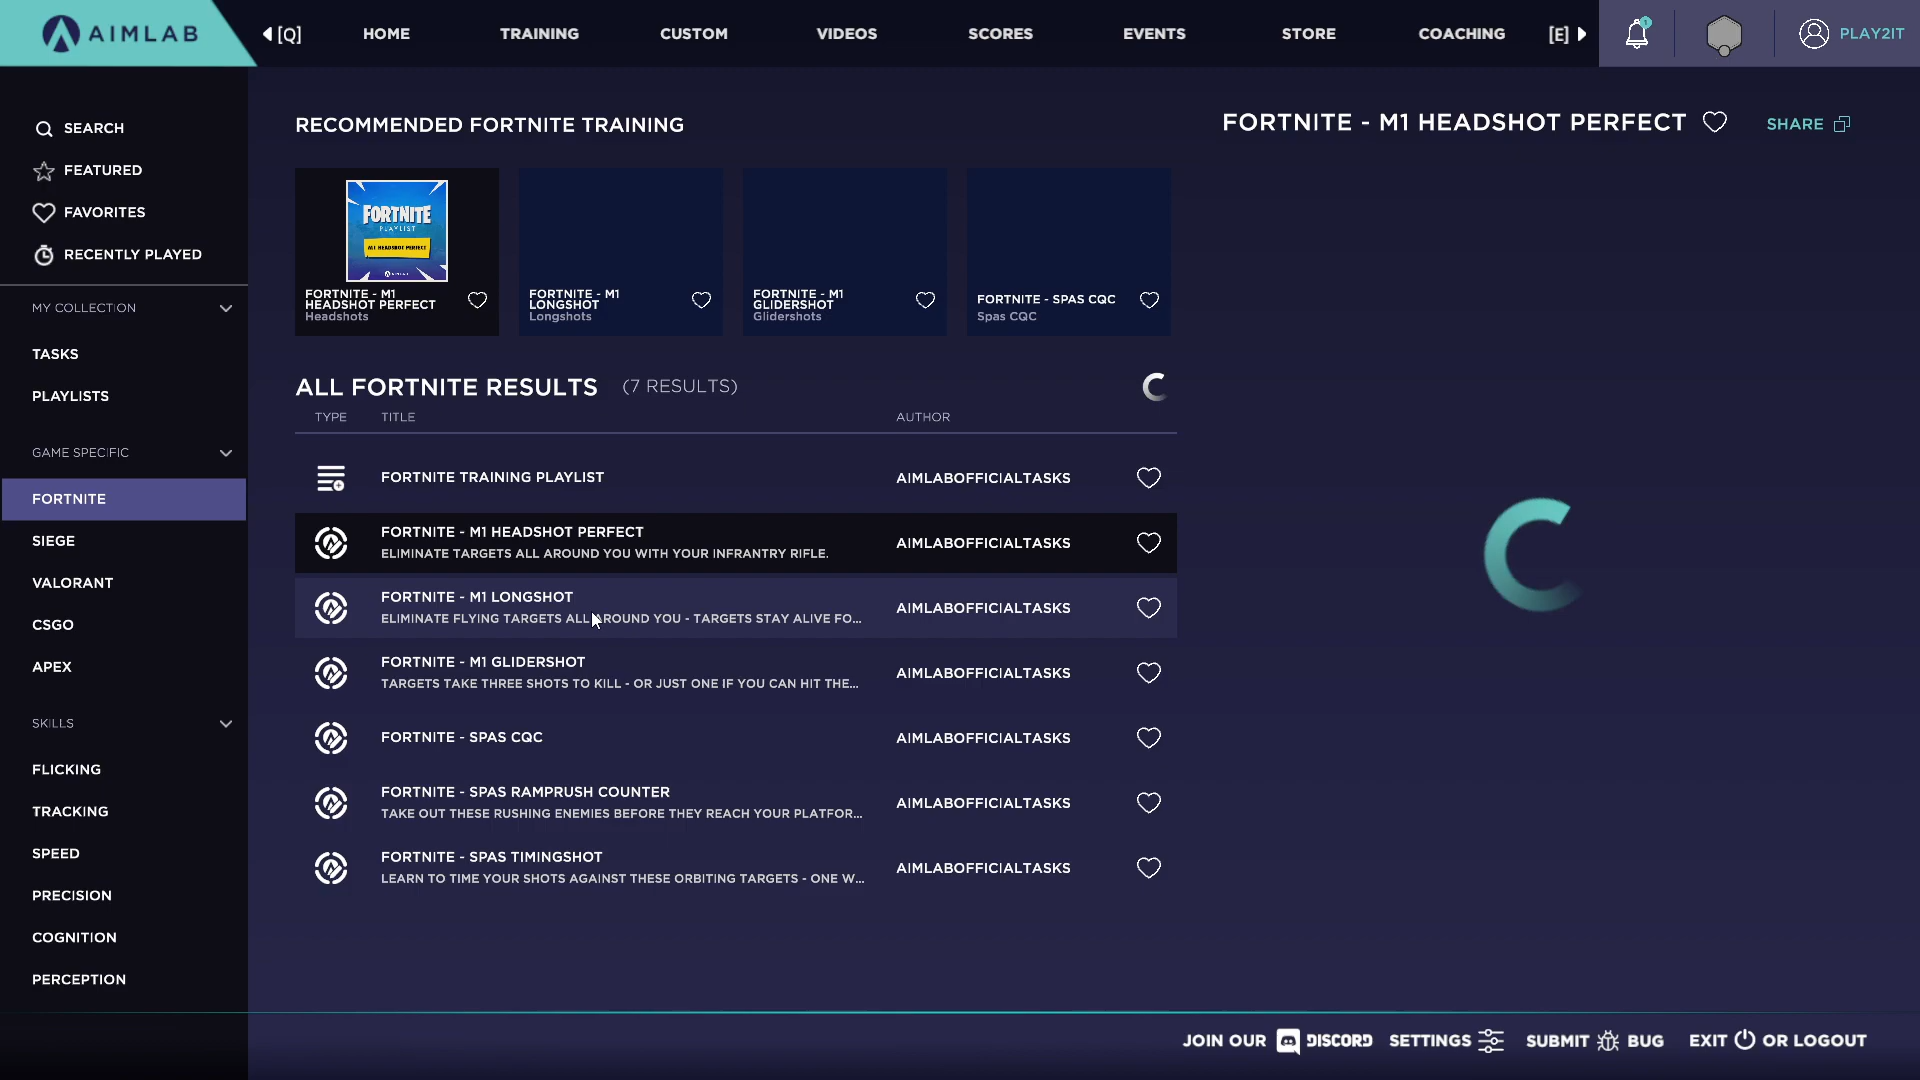 AIMLAB
[Q]
HOME
TRAINING
CUSTOM
VIDEOS
SCORES
EVENTS
STORE
COACHING
[E]
1
PLAY2IT
SEARCH
FEATURED
FAVORITES
RECENTLY PLAYED
MY COLLECTION
TASKS
PLAYLISTS
GAME SPECIFIC
FORTNITE
SIEGE
VALORANT
CSGO
APEX
SKILLS
FLICKING
TRACKING
SPEED
PRECISION
COGNITION
PERCEPTION
RECOMMENDED FORTNITE TRAINING
FORTNITE
PLAYLIST
M1 HEADSHOT PERFECT
AIMLAB
FORTNITE - M1
HEADSHOT PERFECT
Headshots
FORTNITE - M1
LONGSHOT
Longshots
FORTNITE - M1
GLIDERSHOT
Glidershots
FORTNITE - SPAS CQC
Spas CQC
ALL FORTNITE RESULTS (7 RESULTS)
TYPE TITLE AUTHOR
FORTNITE TRAINING PLAYLIST AIMLABOFFICIALTASKS
FORTNITE - M1 HEADSHOT PERFECT
ELIMINATE TARGETS ALL AROUND YOU WITH YOUR INFRANTRY RIFLE.
AIMLABOFFICIALTASKS
FORTNITE - M1 LONGSHOT
ELIMINATE FLYING TARGETS ALL AROUND YOU - TARGETS STAY ALIVE FO...
AIMLABOFFICIALTASKS
FORTNITE - M1 GLIDERSHOT
TARGETS TAKE THREE SHOTS TO KILL - OR JUST ONE IF YOU CAN HIT THE...
AIMLABOFFICIALTASKS
FORTNITE - SPAS CQC AIMLABOFFICIALTASKS
FORTNITE - SPAS RAMPRUSH COUNTER
TAKE OUT THESE RUSHING ENEMIES BEFORE THEY REACH YOUR PLATFOR...
AIMLABOFFICIALTASKS
FORTNITE - SPAS TIMINGSHOT
LEARN TO TIME YOUR SHOTS AGAINST THESE ORBITING TARGETS - ONE W...
AIMLABOFFICIALTASKS
FORTNITE - M1 HEADSHOT PERFECT
SHARE
JOIN OUR DISCORD
SETTINGS
SUBMIT BUG
EXIT OR LOGOUT